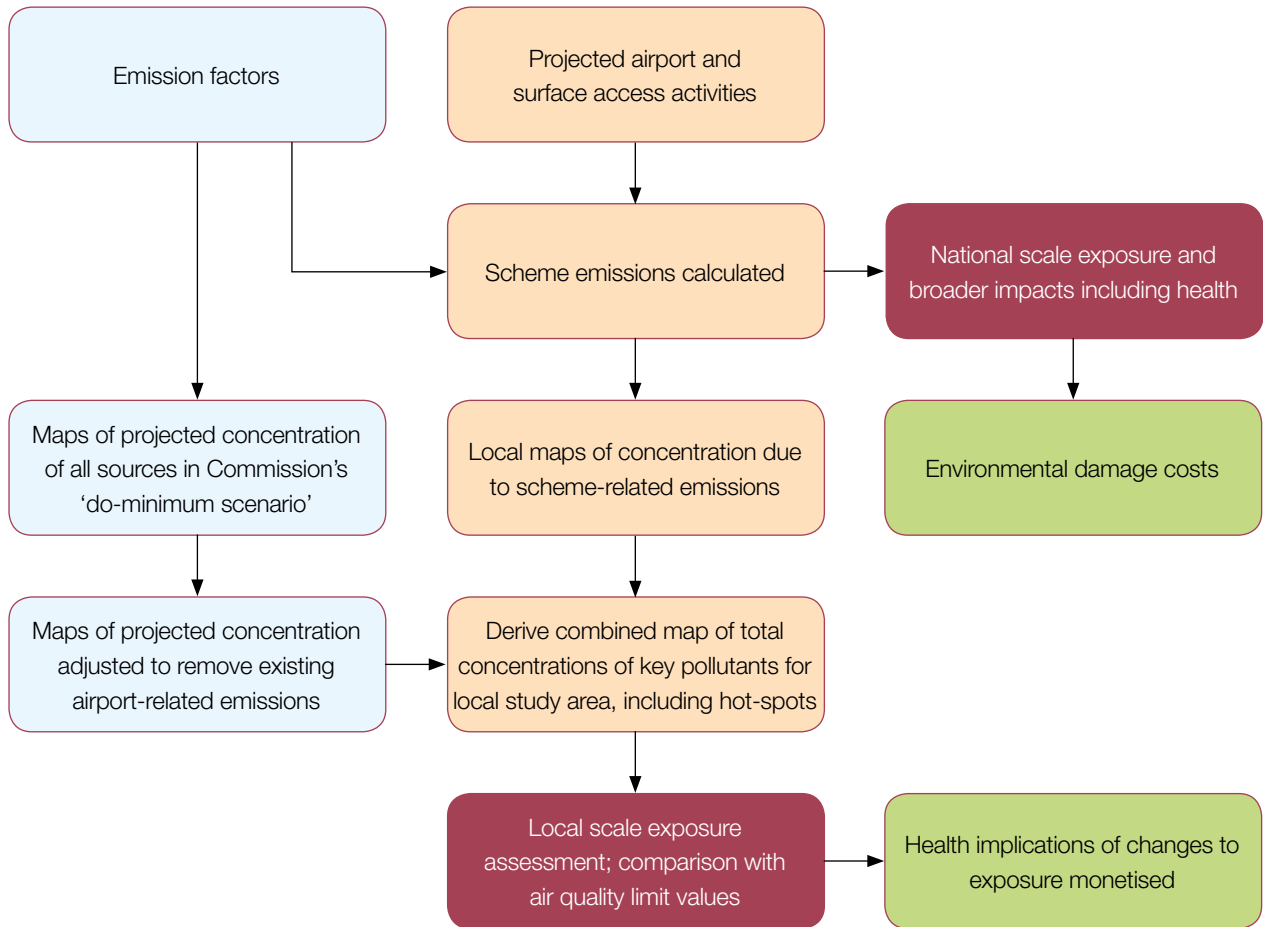 Emission factors
Projected airport and
surface access activities
Scheme emissions calculated
National scale exposure and
broader impacts including health
Maps of projected concentration
of all sources in Commission’s
‘do-minimum scenario’
Local maps of concentration due
to scheme-related emissions
Environmental damage costs
Maps of projected concentration
adjusted to remove existing
airport-related emissions
Derive combined map of total
concentrations of key pollutants for
local study area, including hot-spots
Local scale exposure
assessment; comparison with
air quality limit values
Health implications of changes to
exposure monetised